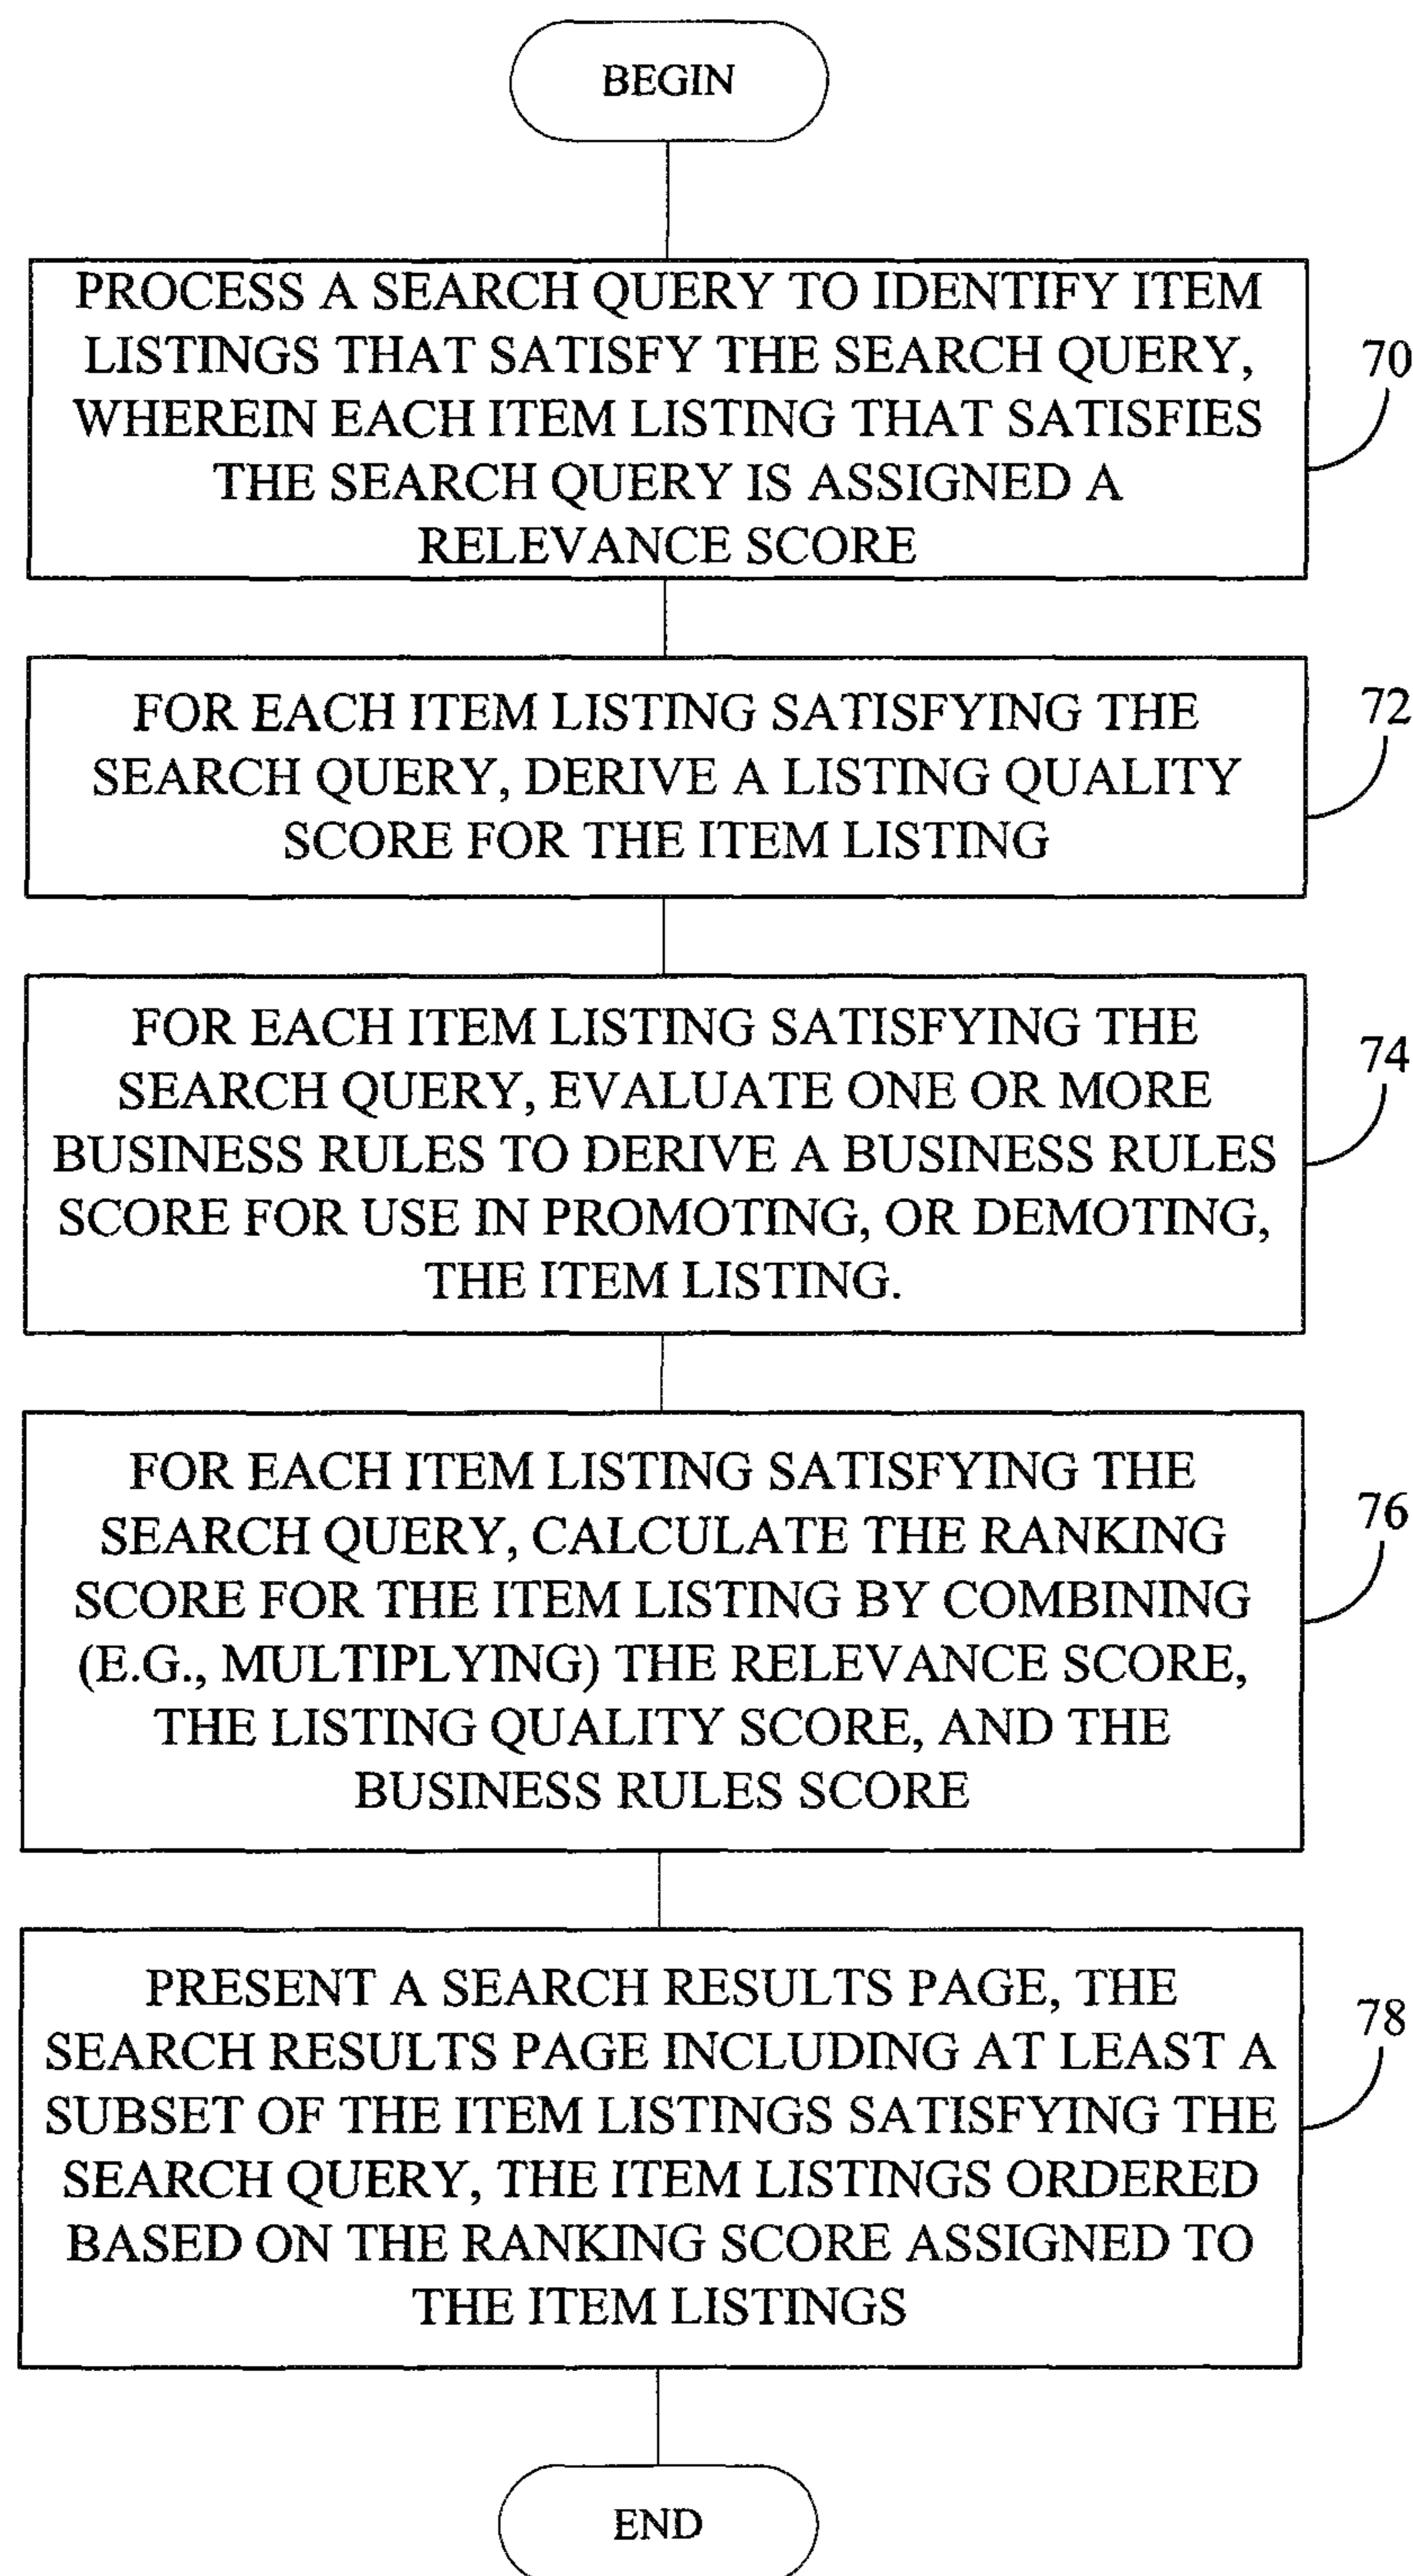 BEGIN
PROCESS A SEARCH QUERY TO IDENTIFY ITEM
LISTINGS THAT SATISFY THE SEARCH QUERY,
WHEREIN EACH ITEM LISTING THAT SATISFIES
THE SEARCH QUERY IS ASSIGNED A
RELEVANCE SCORE
70
FOR EACH ITEM LISTING SATISFYING THE
SEARCH QUERY, DERIVE A LISTING QUALITY
SCORE FOR THE ITEM LISTING
72
FOR EACH ITEM LISTING SATISFYING THE
SEARCH QUERY, EVALUATE ONE OR MORE
BUSINESS RULES TO DERIVE A BUSINESS RULES
SCORE FOR USE IN PROMOTING, OR DEMOTING,
THE ITEM LISTING.
74
FOR EACH ITEM LISTING SATISFYING THE
SEARCH QUERY, CALCULATE THE RANKING
SCORE FOR THE ITEM LISTING BY COMBINING
(E.G., MULTIPLYING) THE RELEVANCE SCORE,
THE LISTING QUALITY SCORE, AND THE
BUSINESS RULES SCORE
76
PRESENT A SEARCH RESULTS PAGE, THE
SEARCH RESULTS PAGE INCLUDING AT LEAST A
SUBSET OF THE ITEM LISTINGS SATISFYING THE
SEARCH QUERY, THE ITEM LISTINGS ORDERED
BASED ON THE RANKING SCORE ASSIGNED TO
THE ITEM LISTINGS
78
END